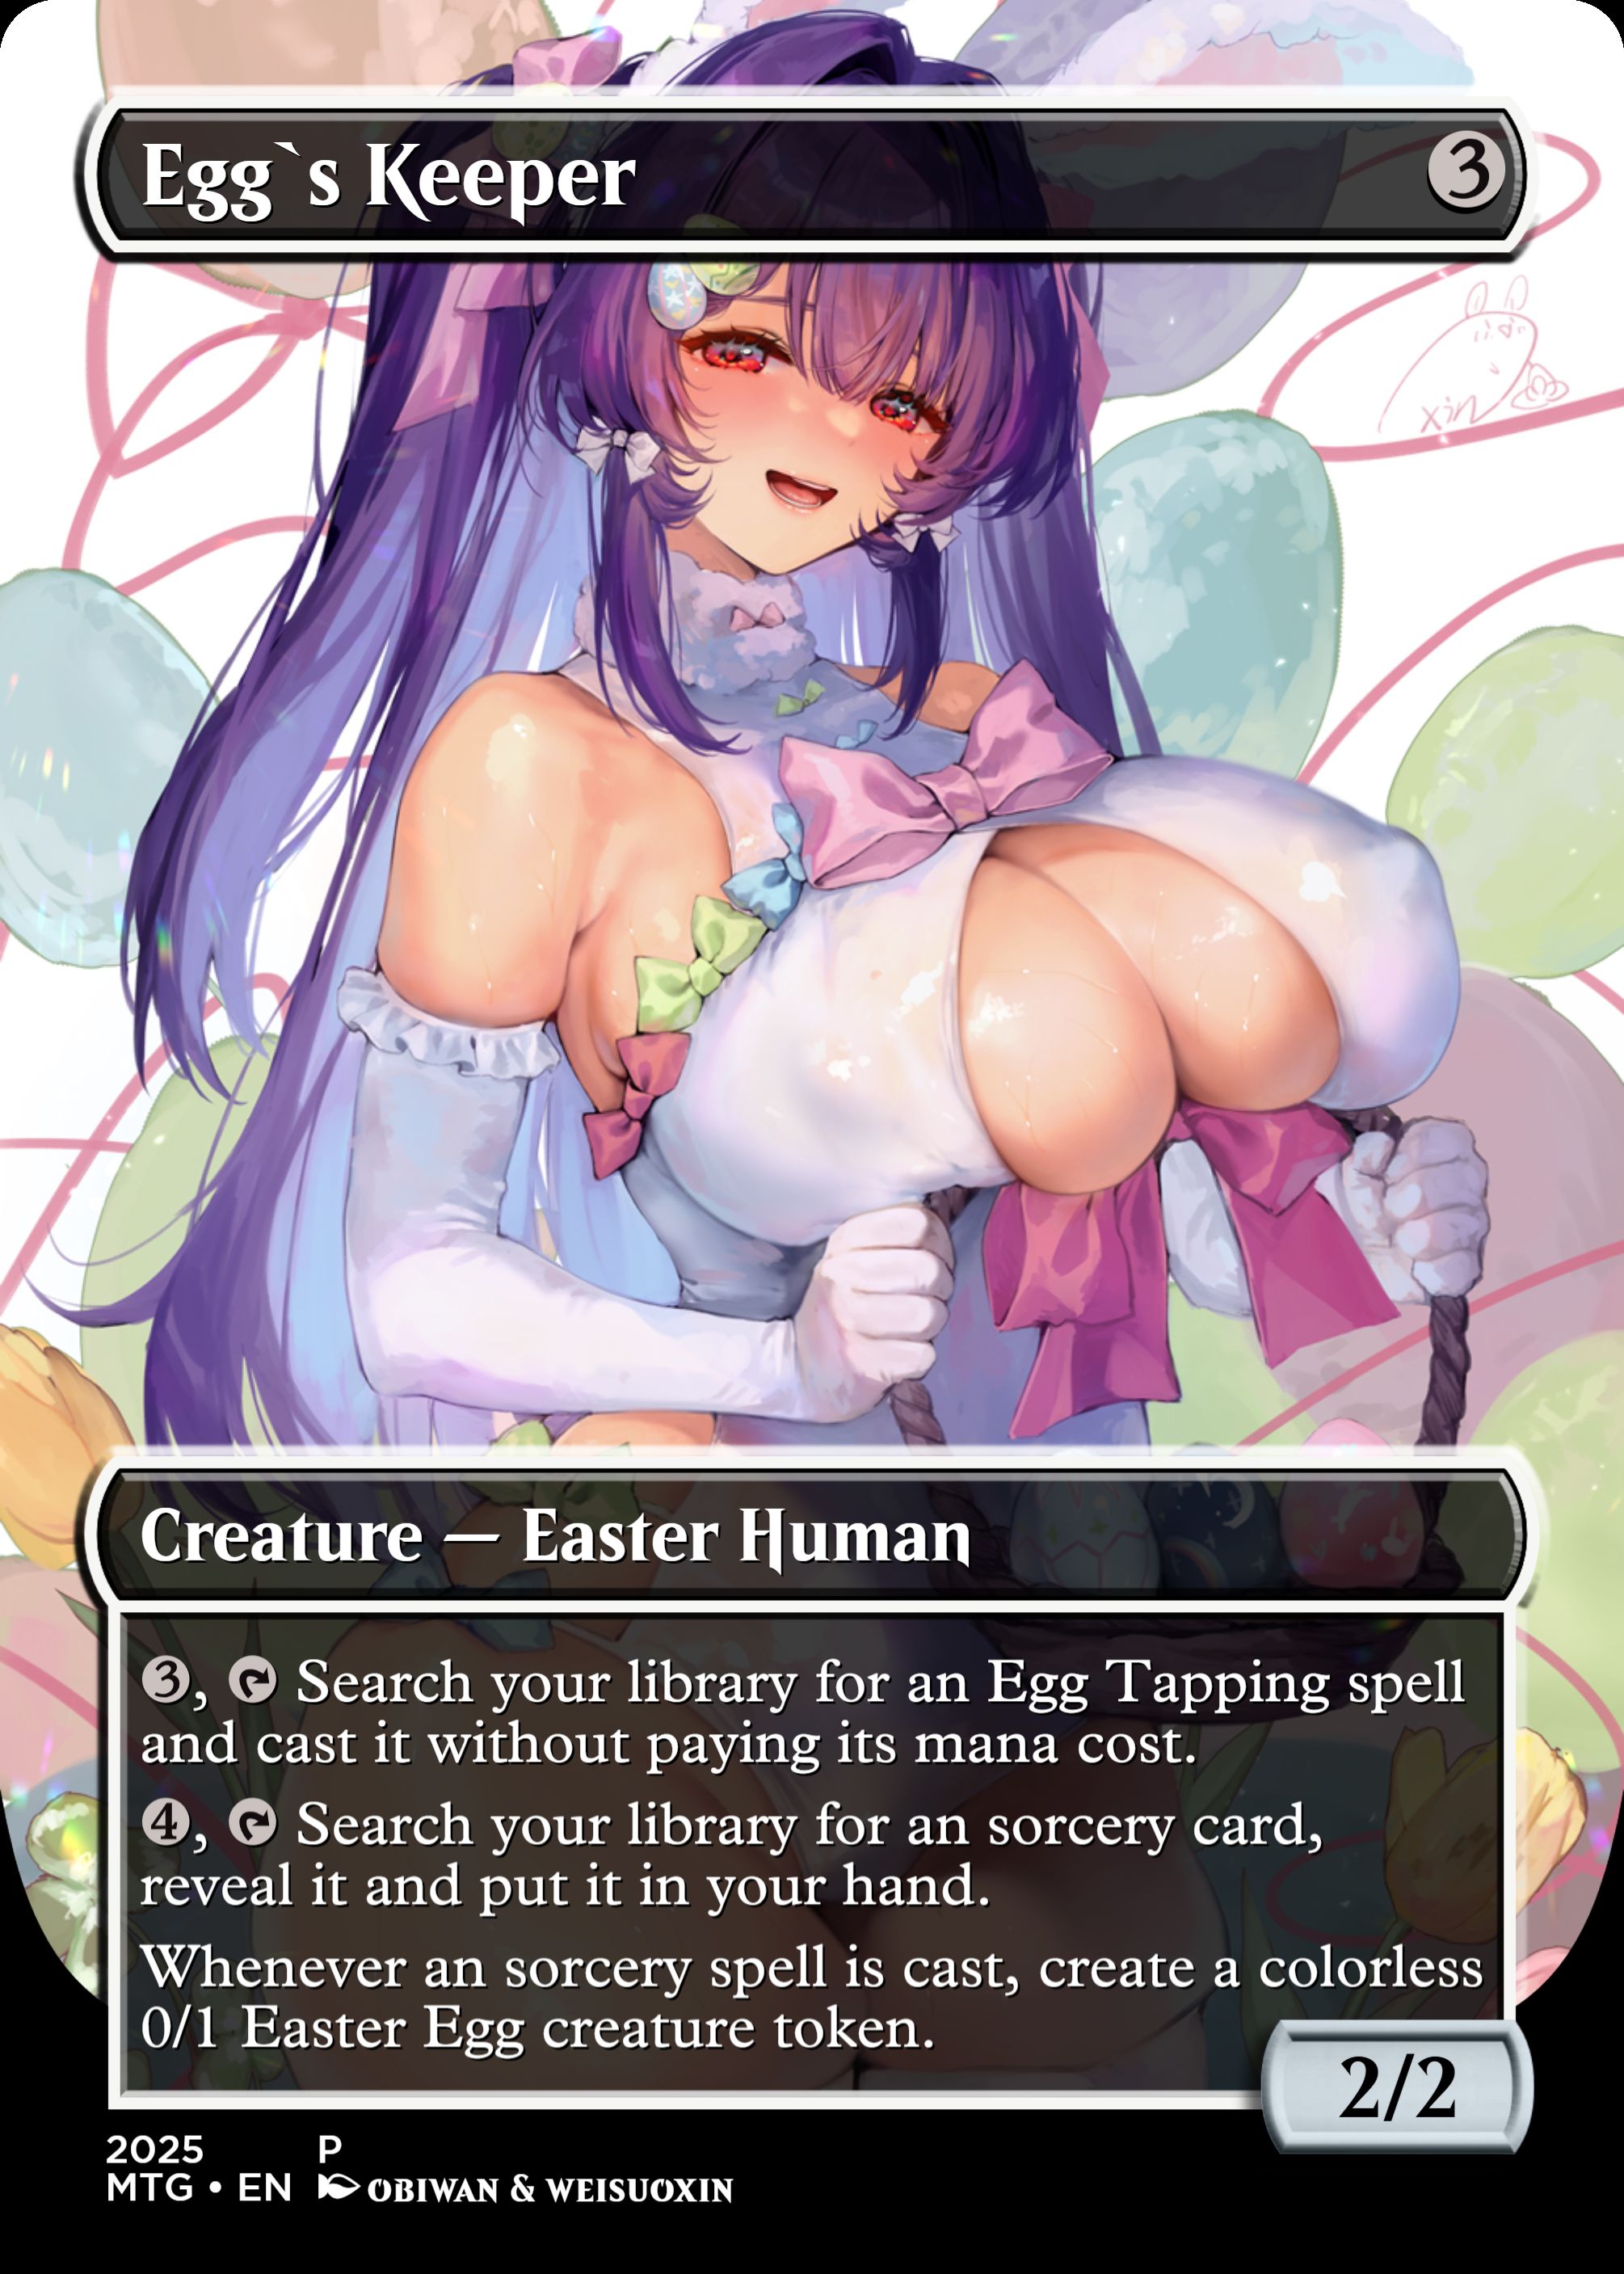 Egg`s Keeper
3
xin
Creature — Easter Human
3, Search your library for an Egg Tapping spell
and cast it without paying its mana cost.
4, Search your library for an sorcery card,
reveal it and put it in your hand.
Whenever an sorcery spell is cast, create a colorless
0/1 Easter Egg creature token.
2/2
2025 P
MTG • EN OBIWAN & WEISUOXIN